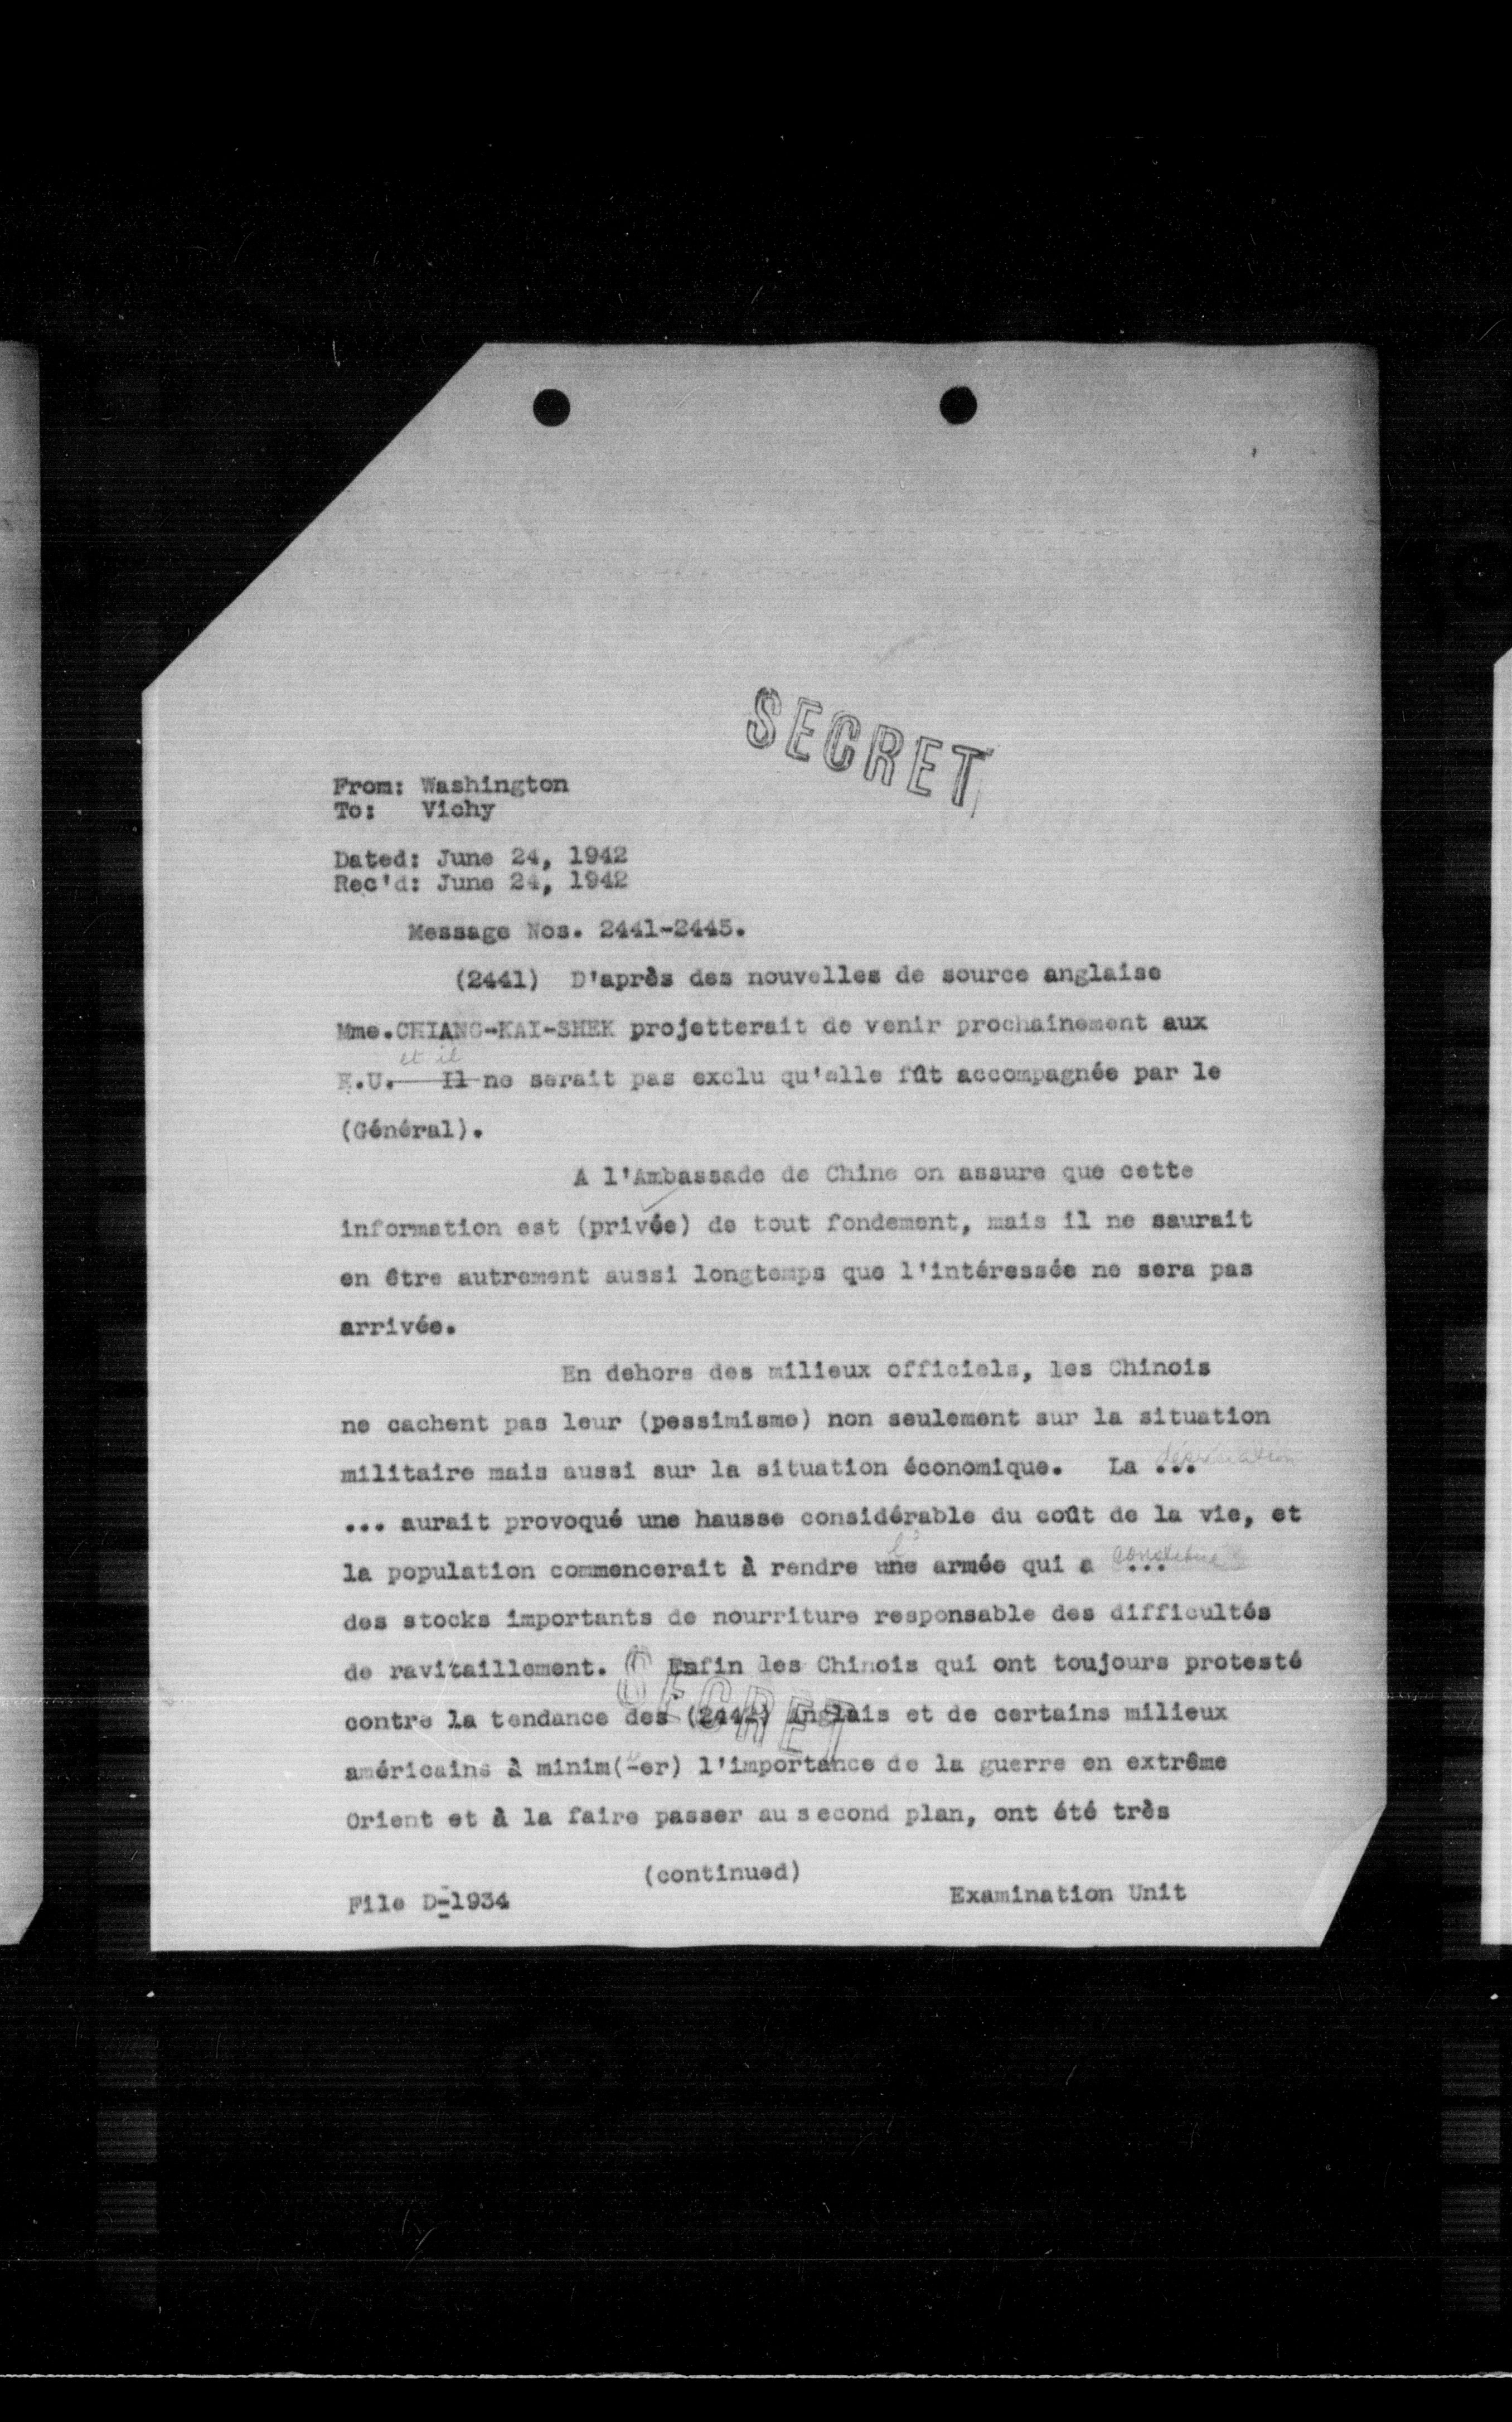 SECRET
From: Washington
To: Vichy
Dated: June 24, 1942
Rec'd: June 24, 1942
Message Nos. 2441-2445.
(2441) D'après des nouvelles de source anglaise
Mme.CHIANG-KAI-SHEK projetterait de venir prochainement aux
et il
E.U. Il ne serait pas exclu qu'elle fût accompagnée par le
(Général).
A l'Ambassade de Chine on assure que cette
information est (privée) de tout fondement, mais il ne saurait
en être autrement aussi longtemps que l'intéressée ne sera pas
arrivée.
En dehors des milieux officiels, les Chinois
ne cachent pas leur (pessimisme) non seulement sur la situation
dépréciation
militaire mais aussi sur la situation économique. La ...
... aurait provoqué une hausse considérable du coût de la vie, et
l'
la population commencerait à rendre une armée qui a ...
des stocks importants de nourriture responsable des difficultés
de ravitaillement. Enfin les Chinois qui ont toujours protesté
SECRET
contre la tendance des (2442) Anglais et de certains milieux
américains à minim(-er) l'importance de la guerre en extrême
Orient et à la faire passer au second plan, ont été très
(continued)
File D-1934
Examination Unit